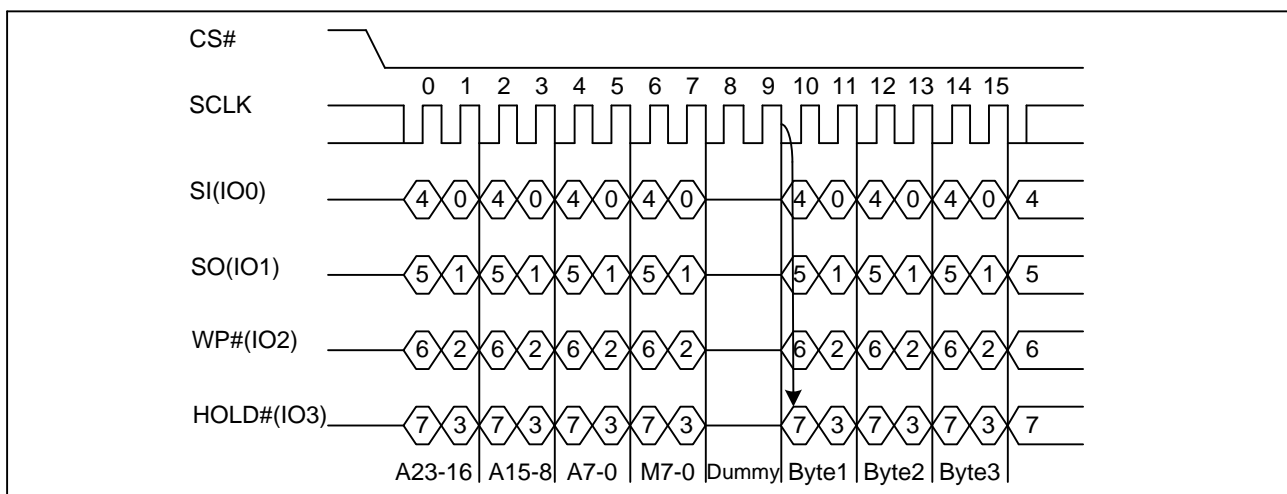 CS#
0 1 2 3 4 5 6 7 8 9 10 11 12 13 14 15
SCLK
SI(IO0) 4 0 4 0 4 0 4 0 4 0 4 0 4 0 4
SO(IO1) 5 1 5 1 5 1 5 1 5 1 5 1 5 1 5
WP#(IO2) 6 2 6 2 6 2 6 2 6 2 6 2 6 2 6
HOLD#(IO3) 7 3 7 3 7 3 7 3 7 3 7 3 7 3 7
A23-16 A15-8 A7-0 M7-0 Dummy Byte1 Byte2 Byte3